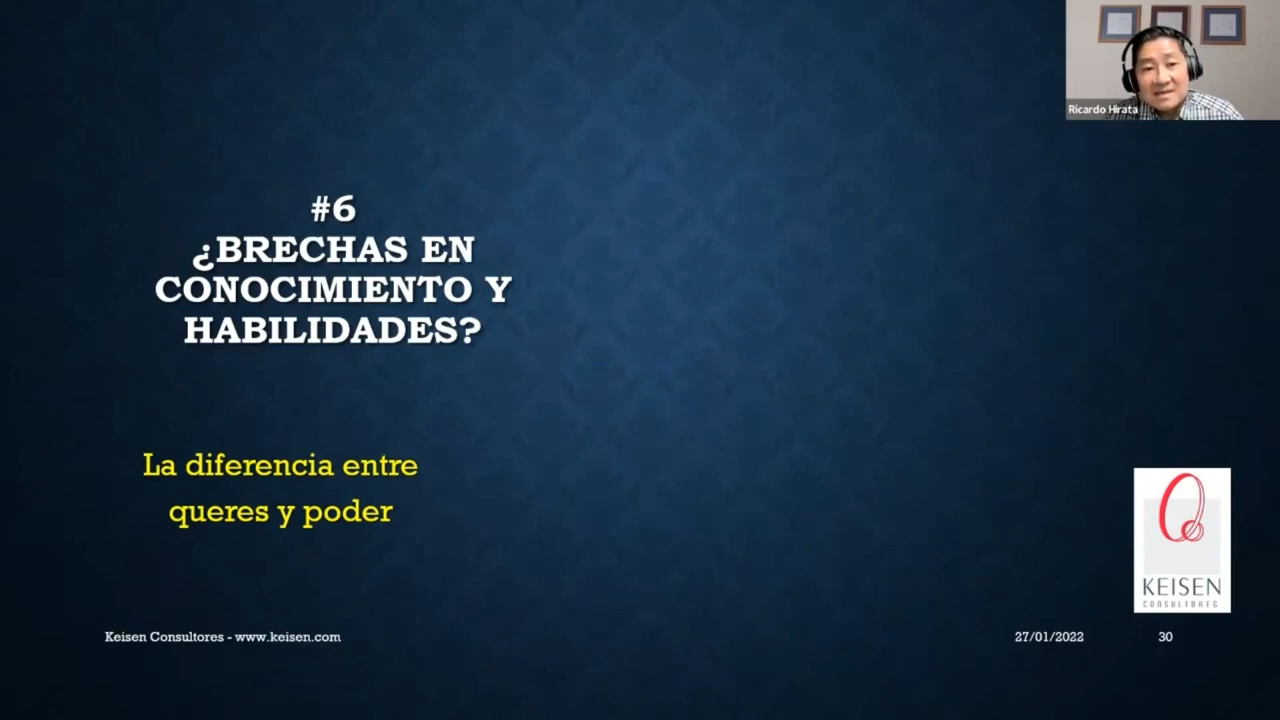 Ricardo Hirata
#6
¿BRECHAS EN
CONOCIMIENTO Y
HABILIDADES?
La diferencia entre
queres y poder
KEISEN
CONSULTORES
Keisen Consultores - www.keisen.com
27/01/2022
30